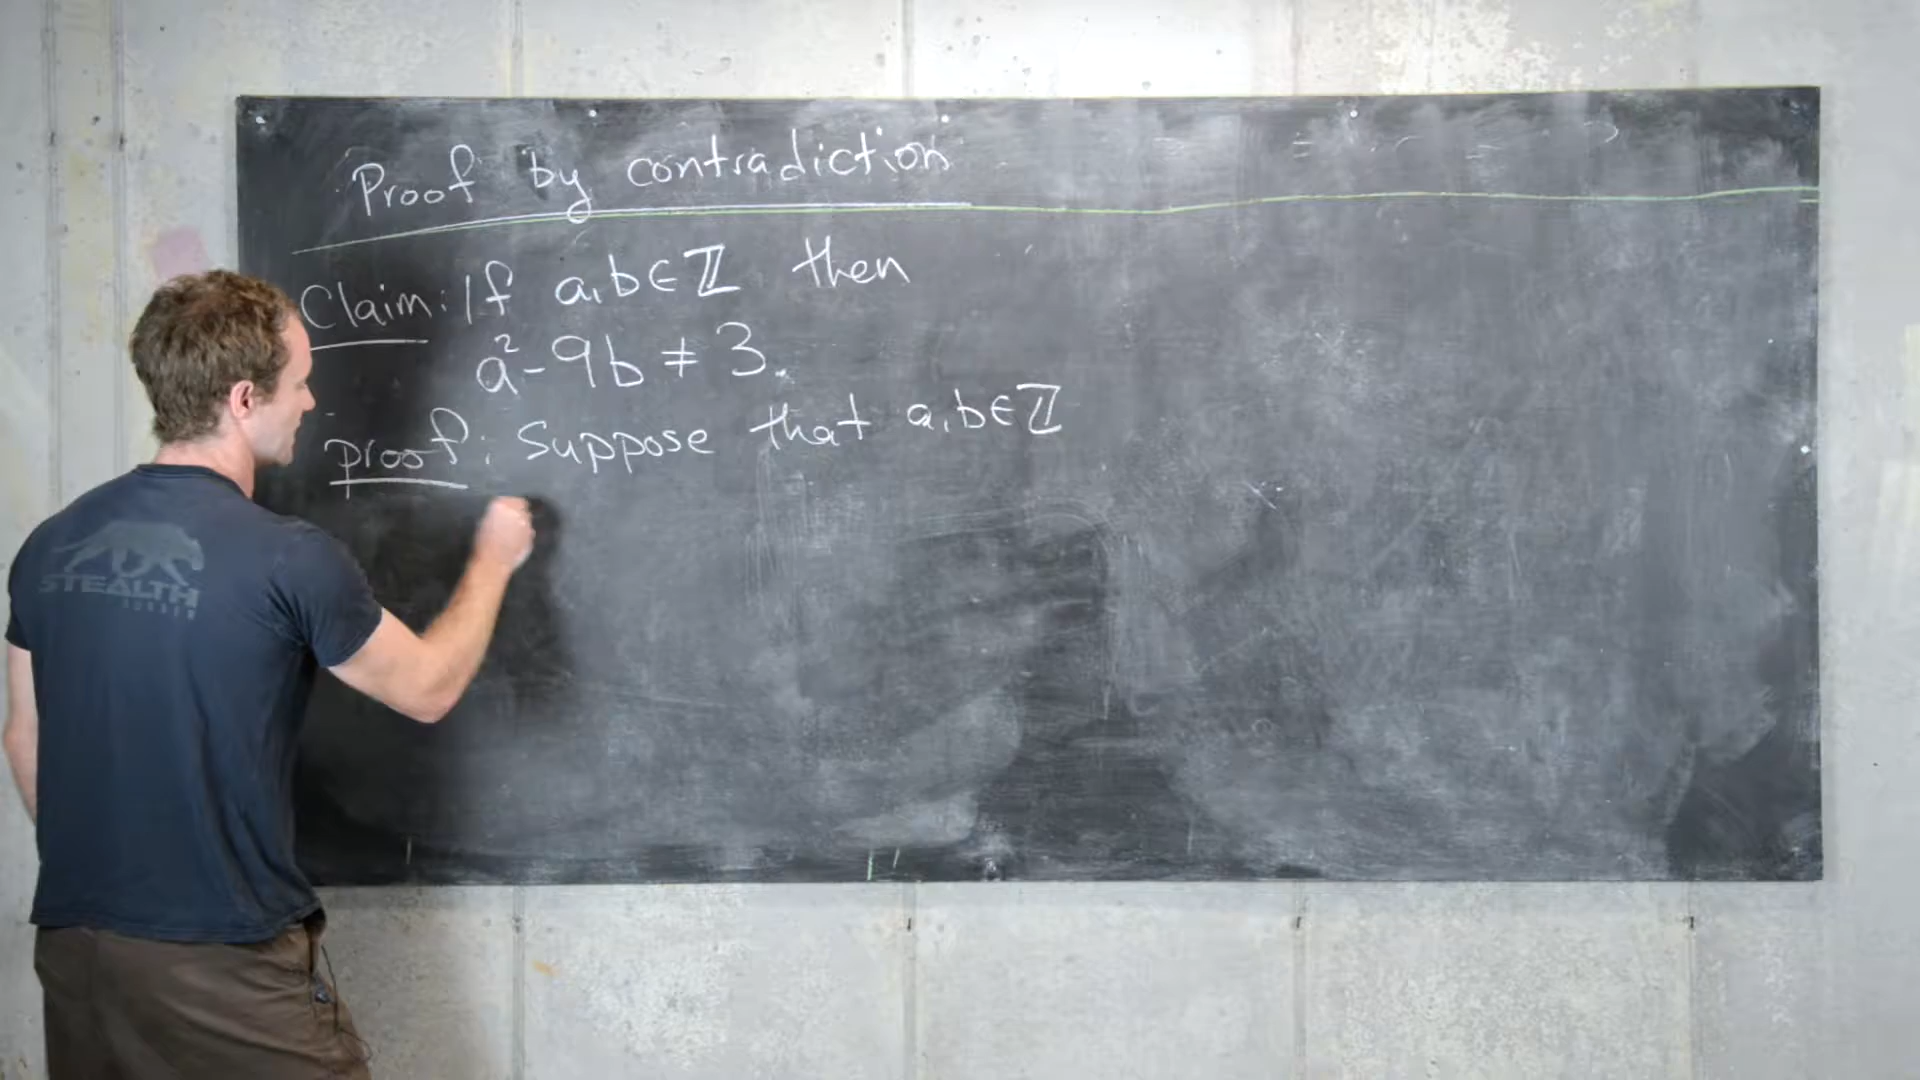 Proof by contradiction
Claim: If a,b∈ℤ then
a²-9b ≠ 3.
proof: Suppose that a,b∈ℤ
STEALTH